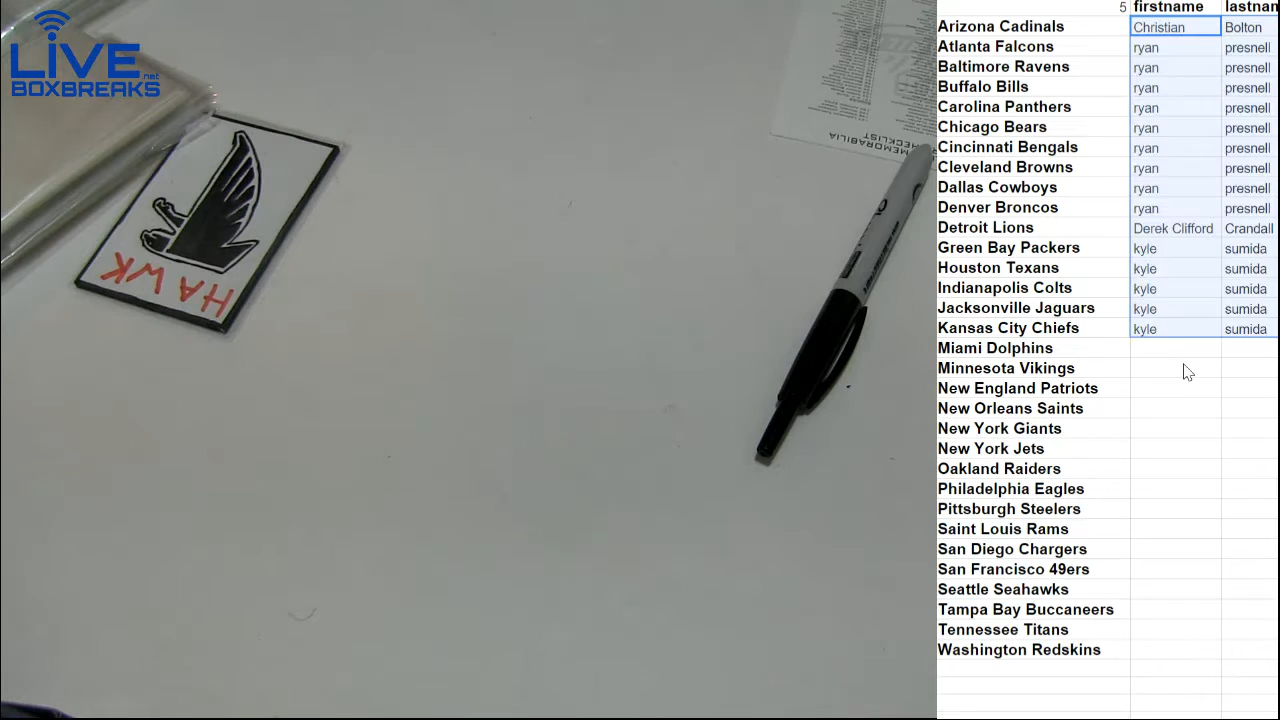 LIVE.net
BOXBREAKS
HAWK
MEMORABILIA
CHECKLIST
5 firstname lastnan
Arizona Cadinals Christian Bolton
Atlanta Falcons ryan presnell
Baltimore Ravens ryan presnell
Buffalo Bills ryan presnell
Carolina Panthers ryan presnell
Chicago Bears ryan presnell
Cincinnati Bengals ryan presnell
Cleveland Browns ryan presnell
Dallas Cowboys ryan presnell
Denver Broncos ryan presnell
Detroit Lions Derek Clifford Crandall
Green Bay Packers kyle sumida
Houston Texans kyle sumida
Indianapolis Colts kyle sumida
Jacksonville Jaguars kyle sumida
Kansas City Chiefs kyle sumida
Miami Dolphins
Minnesota Vikings
New England Patriots
New Orleans Saints
New York Giants
New York Jets
Oakland Raiders
Philadelphia Eagles
Pittsburgh Steelers
Saint Louis Rams
San Diego Chargers
San Francisco 49ers
Seattle Seahawks
Tampa Bay Buccaneers
Tennessee Titans
Washington Redskins